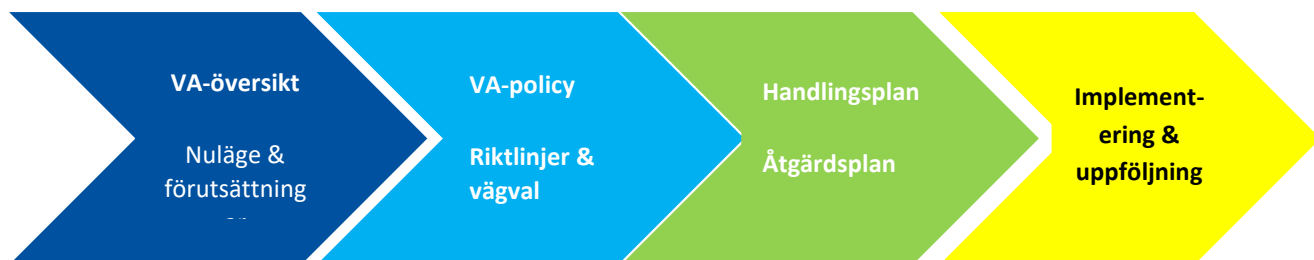 VA-översikt
Nuläge &
förutsättning
VA-policy
Riktlinjer &
vägval
Handlingsplan
Åtgärdsplan
Implement-
ering &
uppföljning